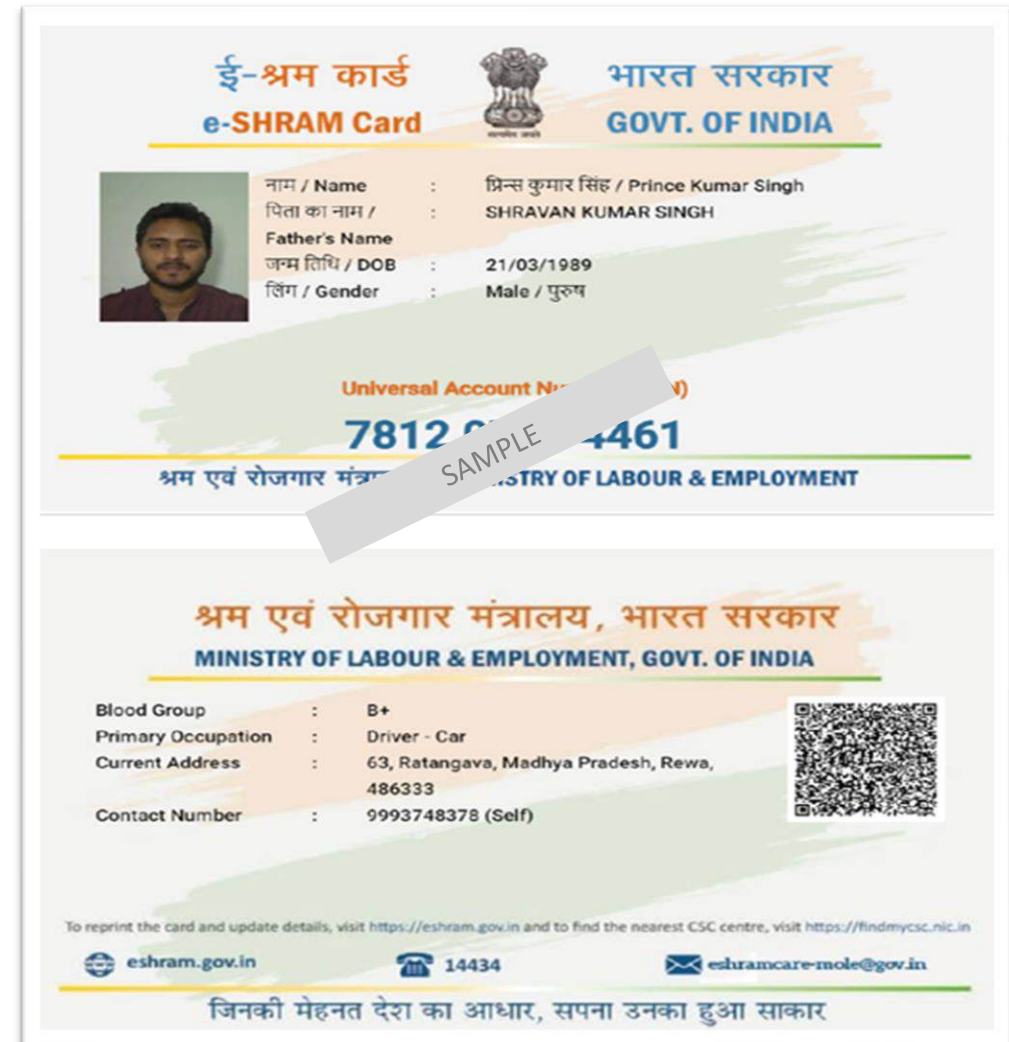 ई-श्रम कार्ड
भारत सरकार
e-SHRAM Card
GOVT. OF INDIA
सत्यमेव जयते
नाम / Name : प्रिन्स कुमार सिंह / Prince Kumar Singh
पिता का नाम / : SHRAVAN KUMAR SINGH
Father's Name
जन्म तिथि / DOB : 21/03/1989
लिंग / Gender : Male / पुरुष
Universal Account
7812 4461
SAMPLE
श्रम एवं रोजगार OF LABOUR & EMPLOYMENT
श्रम एवं रोजगार मंत्रालय, भारत सरकार
MINISTRY OF LABOUR & EMPLOYMENT, GOVT. OF INDIA
Blood Group : B+
Primary Occupation : Driver - Car
Current Address : 63, Ratangava, Madhya Pradesh, Rewa,
486333
Contact Number : 9993748378 (Self)
To reprint the card and update details, visit https://eshram.gov.in and to find the nearest CSC centre, visit https://findmycsc.nic.in
eshram.gov.in
14434
eshramcare-mole@gov.in
जिनकी मेहनत देश का आधार, सपना उनका हुआ साकार